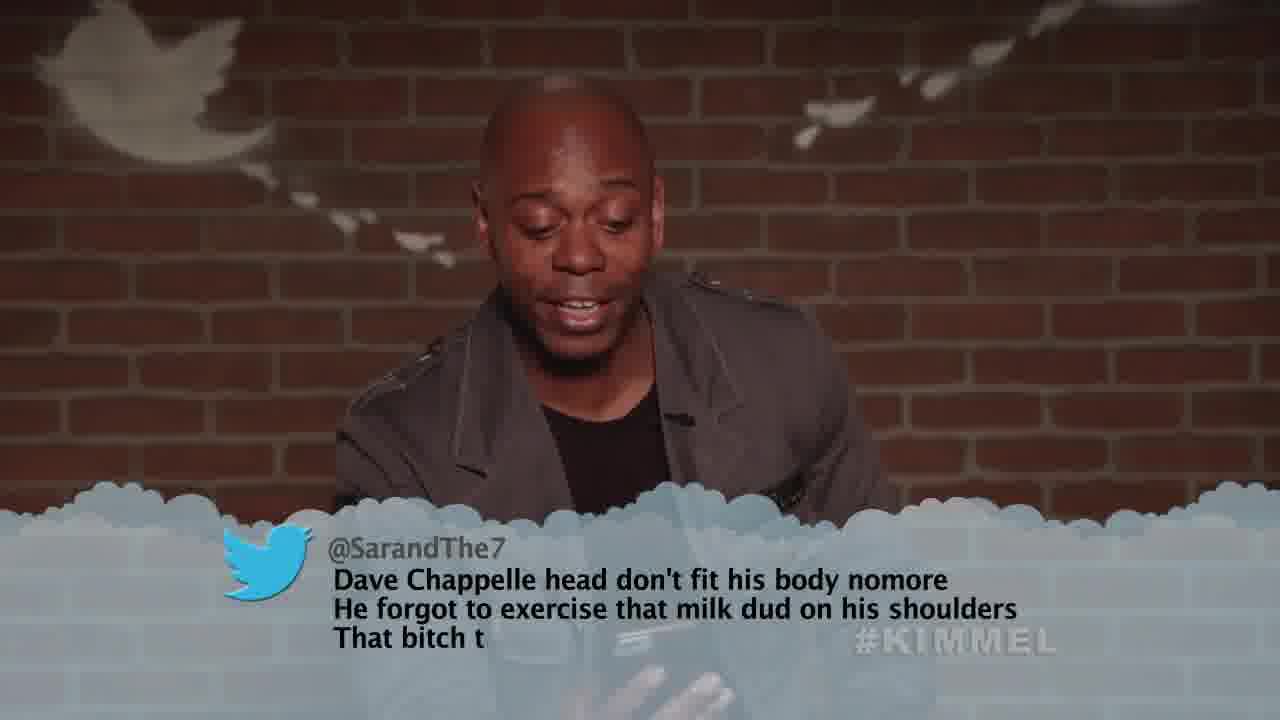 @SarandThe7
Dave Chappelle head don't fit his body nomore
He forgot to exercise that milk dud on his shoulders
That bitch t
#KIMMEL